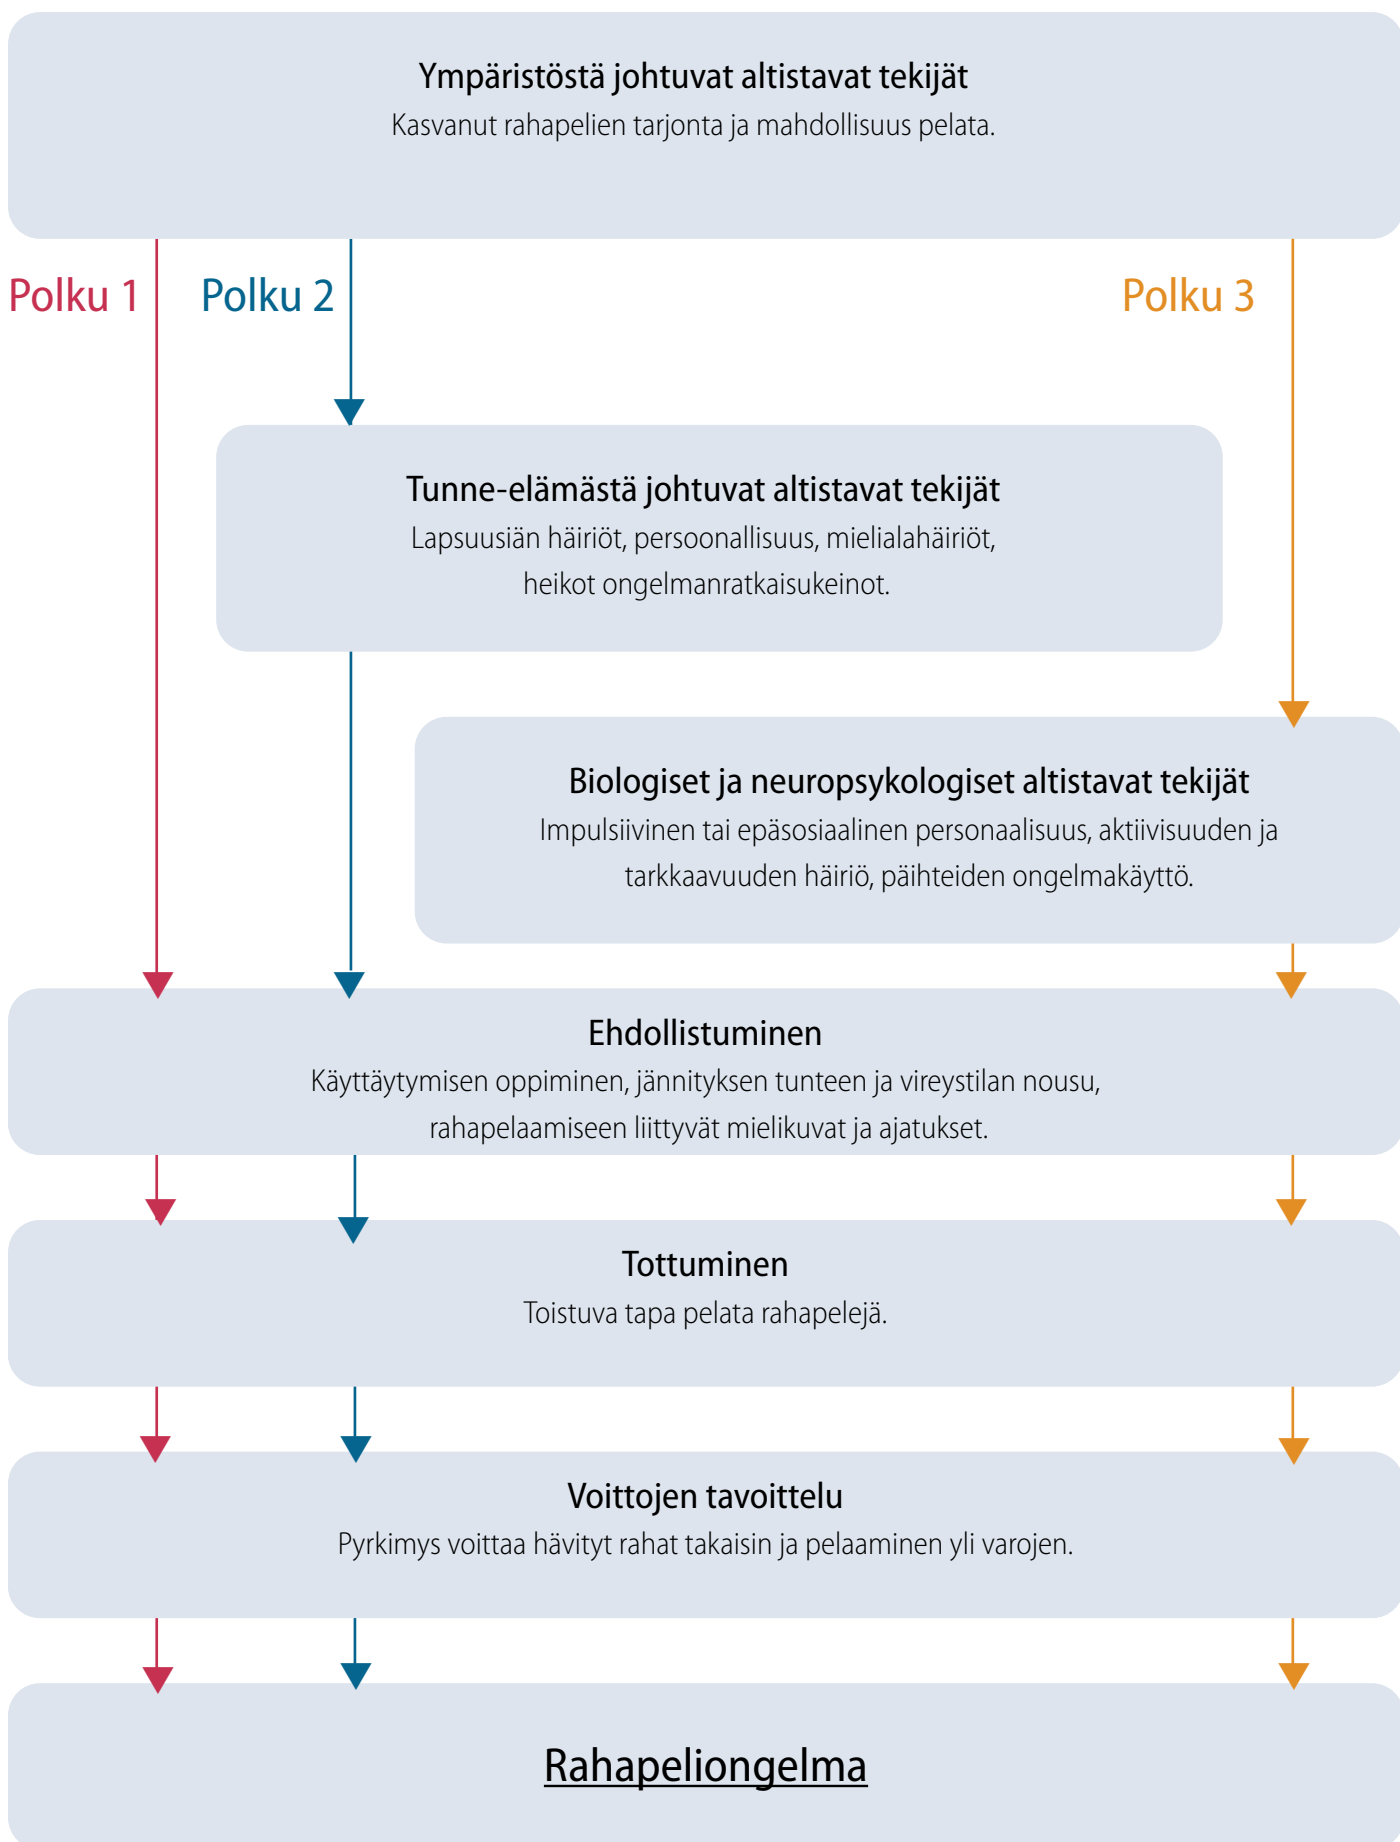 Ympäristöstä johtuvat altistavat tekijät
Kasvanut rahapelien tarjonta ja mahdollisuus pelata.
Polku 1
Polku 2
Polku 3
Tunne-elämästä johtuvat altistavat tekijät
Lapsuusiän häiriöt, persoonallisuus, mielialahäiriöt,
heikot ongelmanratkaisukeinot.
Biologiset ja neuropsykologiset altistavat tekijät
Impulsiivinen tai epäsosiaalinen personaalisuus, aktiivisuuden ja
tarkkaavuuden häiriö, päihteiden ongelmakäyttö.
Ehdollistuminen
Käyttäytymisen oppiminen, jännityksen tunteen ja vireystilan nousu,
rahapelaamiseen liittyvät mielikuvat ja ajatukset.
Tottuminen
Toistuva tapa pelata rahapelejä.
Voittojen tavoittelu
Pyrkimys voittaa hävityt rahat takaisin ja pelaaminen yli varojen.
Rahapeliongelma